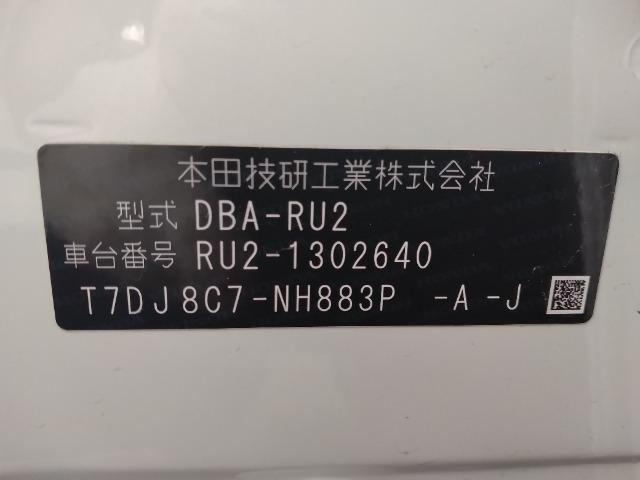 本田技研工業株式会社
型式 DBA-RU2
車台番号 RU2-1302640
T7DJ8C7-NH883P -A -J